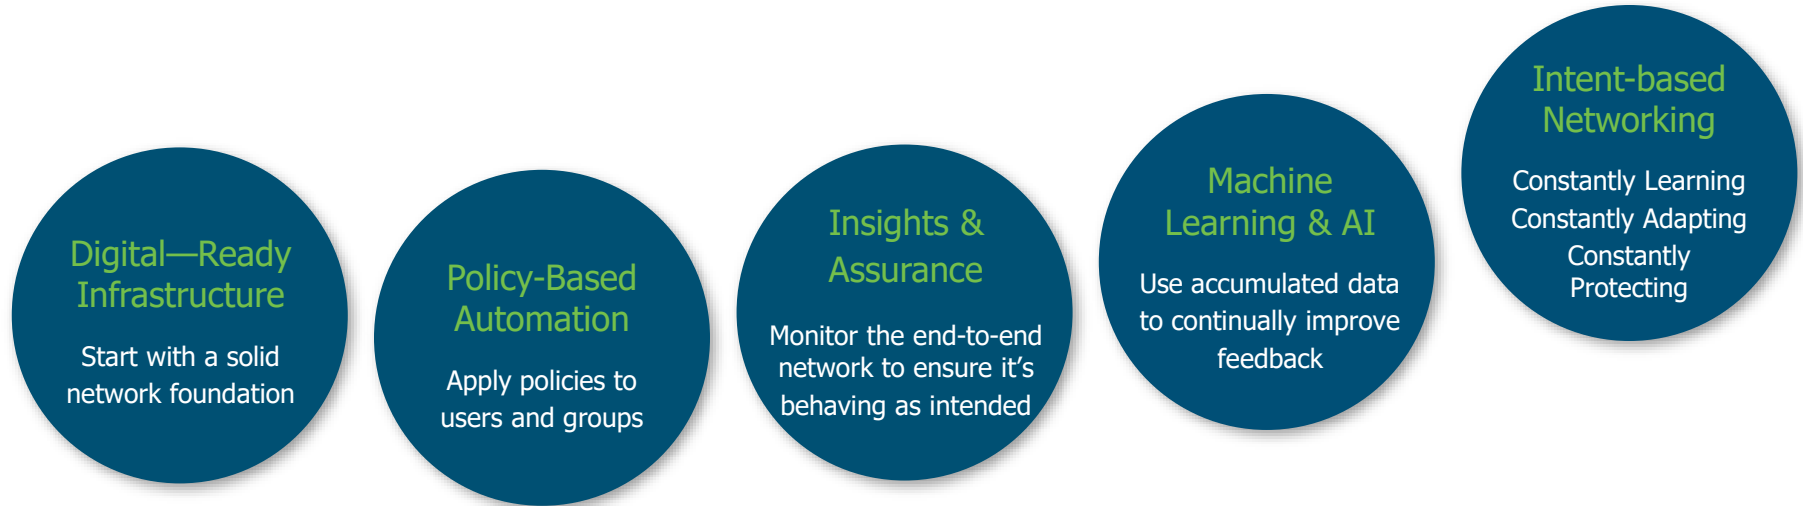 Digital—Ready
Infrastructure
Start with a solid
network foundation
Policy-Based
Automation
Apply policies to
users and groups
Insights &
Assurance
Monitor the end-to-end
network to ensure it's
behaving as intended
Machine
Learning & AI
Use accumulated data
to continually improve
feedback
Intent-based
Networking
Constantly Learning
Constantly Adapting
Constantly
Protecting